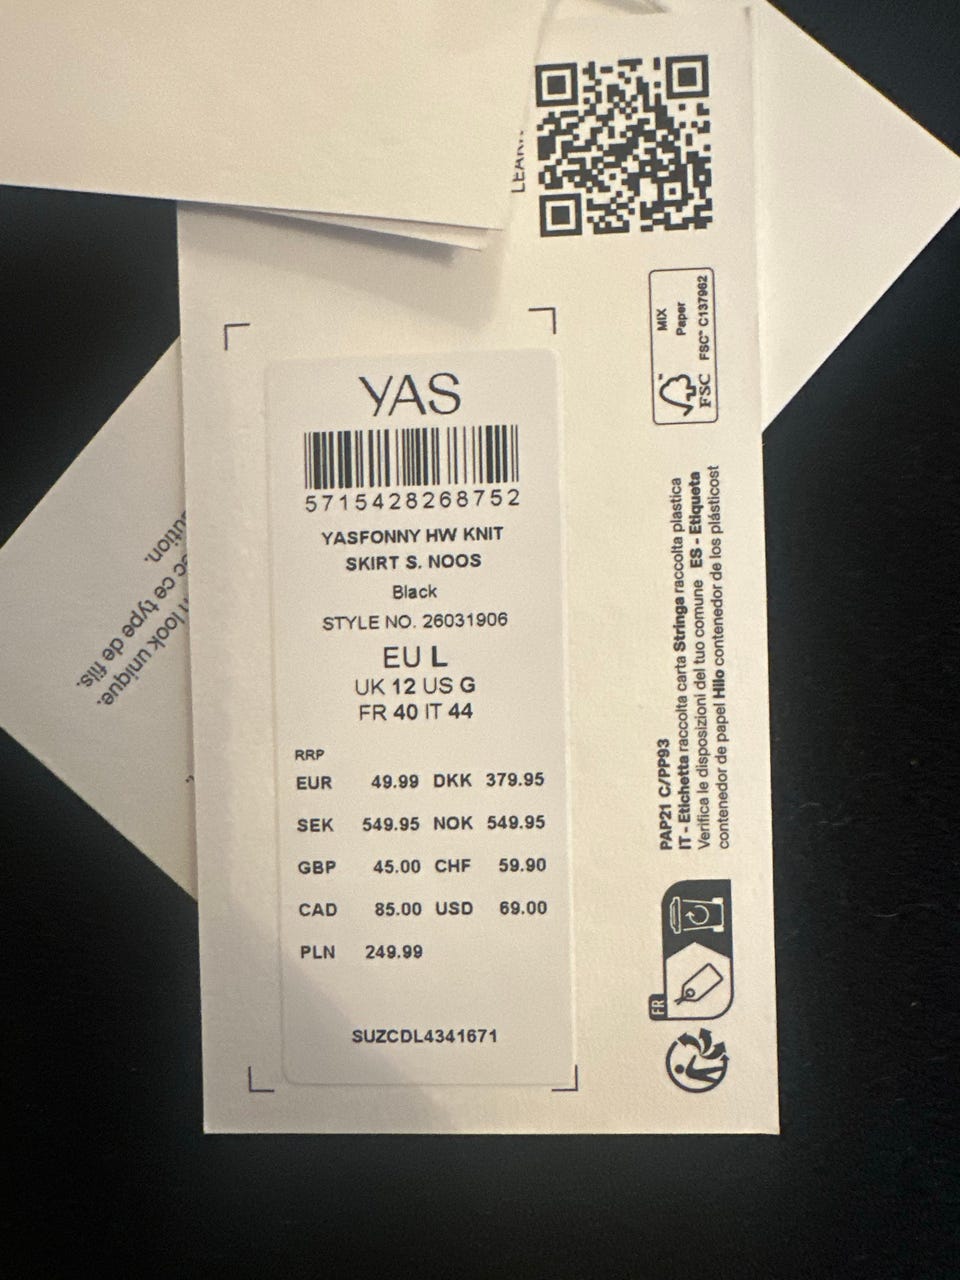 LEAR
YAS
5715428268752
YASFONNY HW KNIT
SKIRT S. NOOS
Black
STYLE NO. 26031906
EU L
UK 12 US G
FR 40 IT 44
RRP
EUR 49.99 DKK 379.95
SEK 549.95 NOK 549.95
GBP 45.00 CHF 59.90
CAD 85.00 USD 69.00
PLN 249.99
SUZCDL4341671
MIX
Paper
FSC™ C137962
FSC
PAP21 C/PP93
IT - Etichetta raccolta carta Stringa raccolta plastica
Verifica le disposizioni del tuo comune ES - Etiqueta
contenedor de papel Hilo contenedor de los plásticost
FR
ution.
ce type de fils.
look unique.